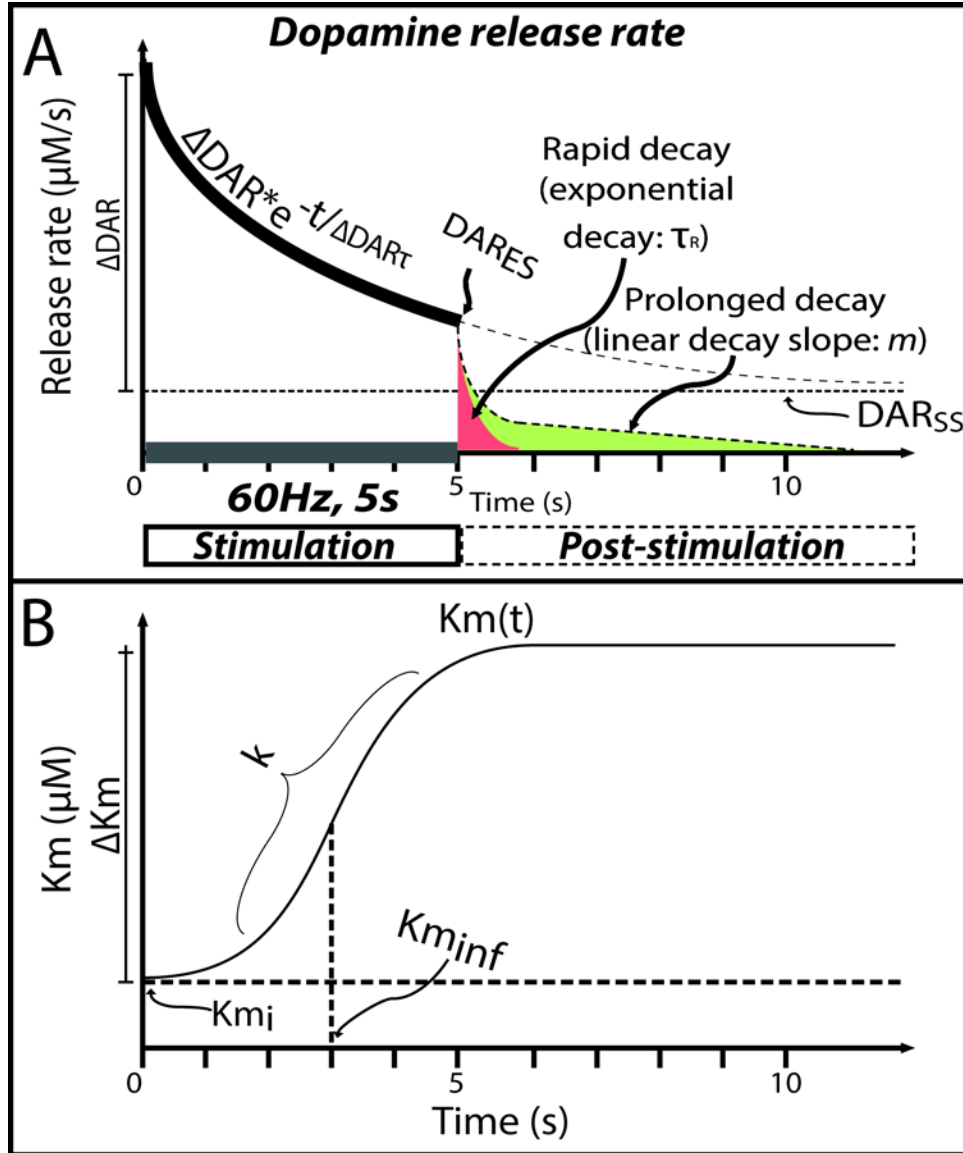 A
Dopamine release rate
Release rate (µM/s)
ΔDAR
ΔDAR*e -t/ΔDARτ
DARES
Rapid decay
(exponential
decay: τR)
Prolonged decay
(linear decay slope: m)
DARSS
0
5
10
60Hz, 5s
Time (s)
Stimulation
Post-stimulation
B
Km(t)
Km (µM)
ΔKm
k
Kminf
Kmi
0
5
10
Time (s)